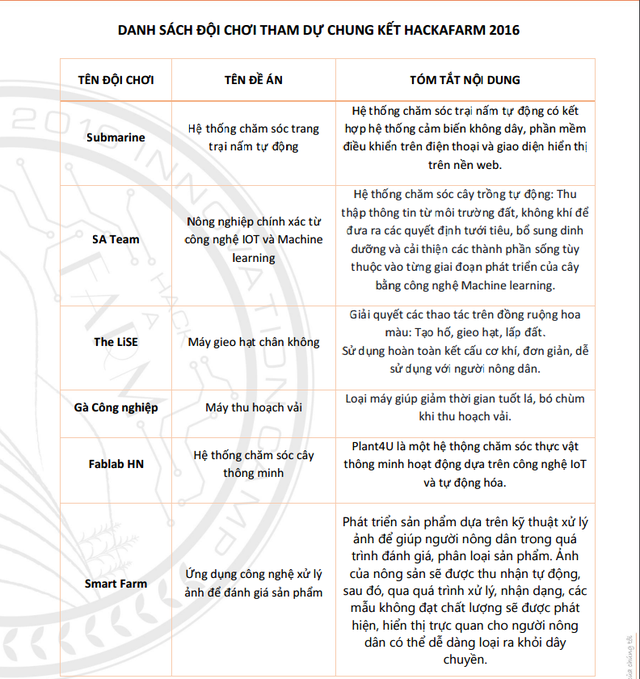 DANH SÁCH ĐỘI CHƠI THAM DỰ CHUNG KẾT HACKAFARM 2016
TÊN ĐỘI CHƠI
TÊN ĐỀ ÁN
TÓM TẮT NỘI DUNG
Submarine
Hệ thống chăm sóc trang
trại nấm tự động
Hệ thống chăm sóc trại nấm tự động có kết
hợp hệ thống cảm biến không dây, phần mềm
điều khiển trên điện thoại và giao diện hiển thị
trên nền web.
SA Team
Nông nghiệp chính xác từ
công nghệ IOT và Machine
learning
Hệ thống chăm sóc cây trồng tự động: Thu
thập thông tin từ môi trường đất, không khí để
đưa ra các quyết định tưới tiêu, bổ sung dinh
dưỡng và cải thiện các thành phần sống tùy
thuộc vào từng giai đoạn phát triển của cây
bằng công nghệ Machine learning.
The LiSE
Máy gieo hạt chân không
Giải quyết các thao tác trên đồng ruộng hoa
màu: Tạo hố, gieo hạt, lấp đất.
Sử dụng hoàn toàn kết cấu cơ khí, đơn giản, dễ
sử dụng với người nông dân.
Gà Công nghiệp
Máy thu hoạch vải
Loại máy giúp giảm thời gian tuốt lá, bó chùm
khi thu hoạch vải.
Fablab HN
Hệ thống chăm sóc cây
thông minh
Plant4U là một hệ thộng chăm sóc thực vật
thông minh hoạt động dựa trên công nghệ IoT
và tự động hóa.
Smart Farm
Ứng dụng công nghệ xử lý
ảnh để đánh giá sản phẩm
Phát triển sản phẩm dựa trên kỹ thuật xử lý
ảnh để giúp người nông dân trong quá
trình đánh giá, phân loại sản phẩm. Ảnh
của nông sản sẽ được thu nhận tự động,
sau đó, qua quá trình xử lý, nhận dạng, các
mẫu không đạt chất lượng sẽ được phát
hiện, hiển thị trực quan cho người nông
dân có thể dễ dàng loại ra khỏi dây
chuyền.
2016 INNOVATION CAMP
HACK
A
FARM
của chúng tôi